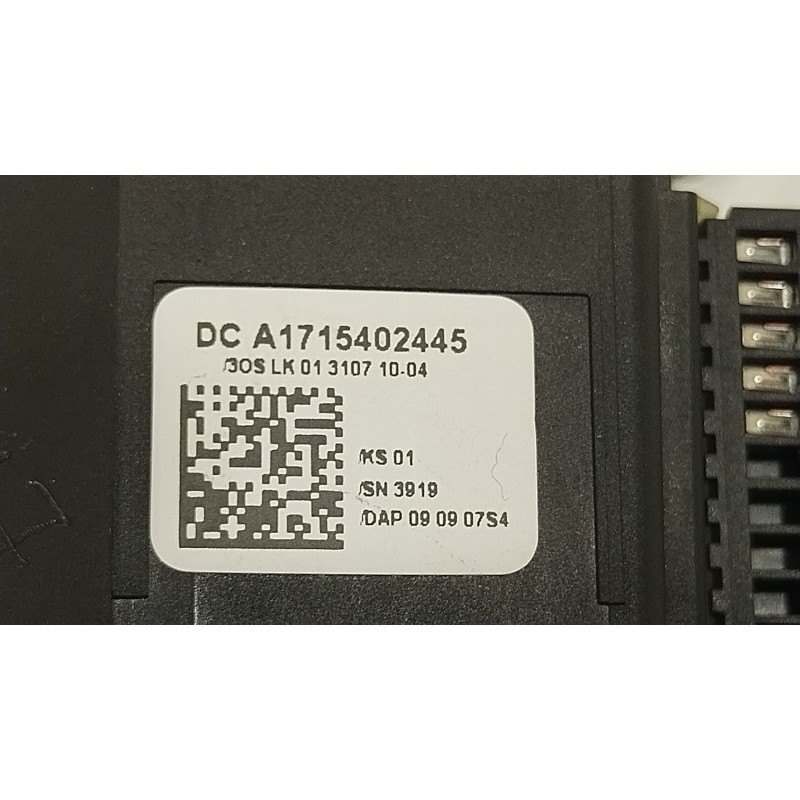 DC A1715402445
/3OS LK 01 3107 10-04
/KS 01
/SN 3919
/DAP 09 09 07S4